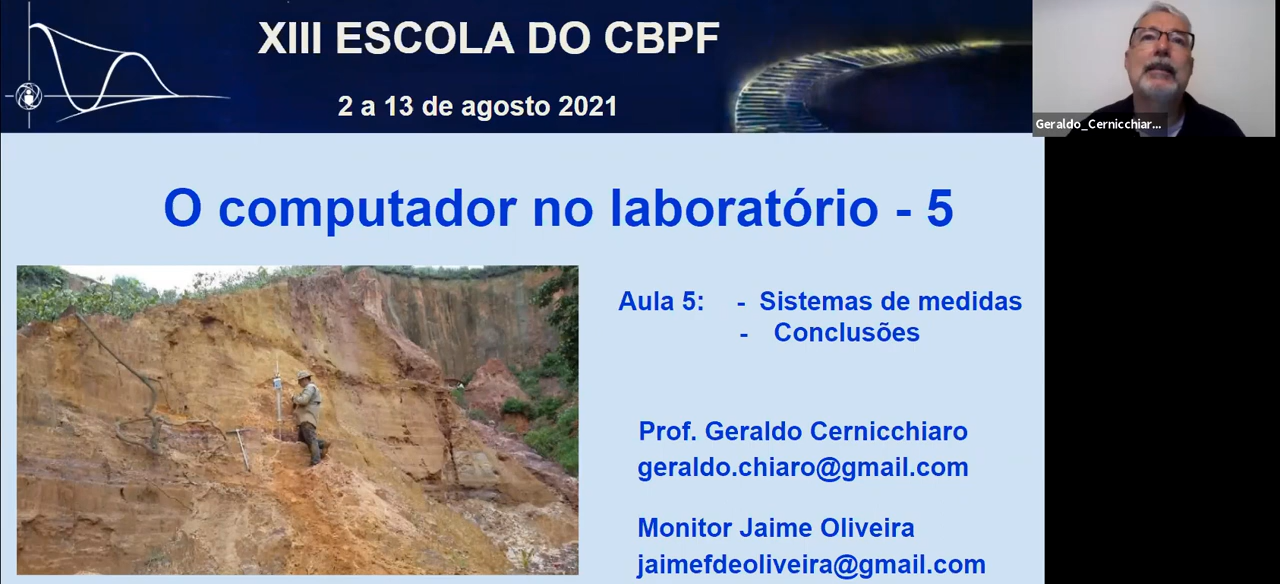 XIII ESCOLA DO CBPF
2 a 13 de agosto 2021
Geraldo_Cernicchiar...
O computador no laboratório - 5
Aula 5: - Sistemas de medidas
- Conclusões
Prof. Geraldo Cernicchiaro
geraldo.chiaro@gmail.com
Monitor Jaime Oliveira
jaimefdeoliveira@gmail.com